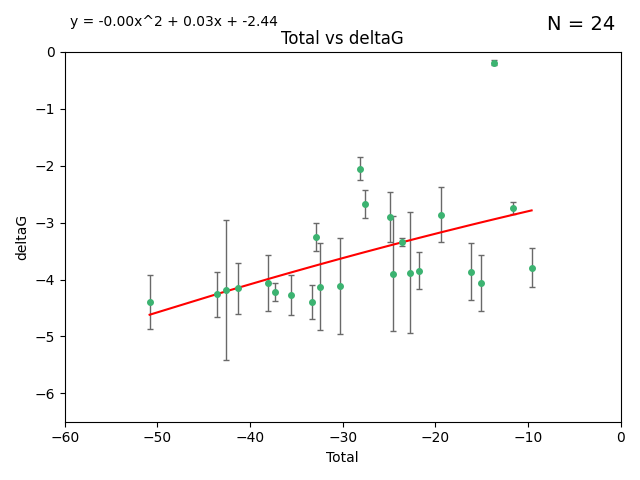 y = -0.00x^2 + 0.03x + -2.44
N = 24
Total vs deltaG
0
−1
−2
−3
−4
−5
−6
deltaG
−60 −50 −40 −30 −20 −10 0
Total